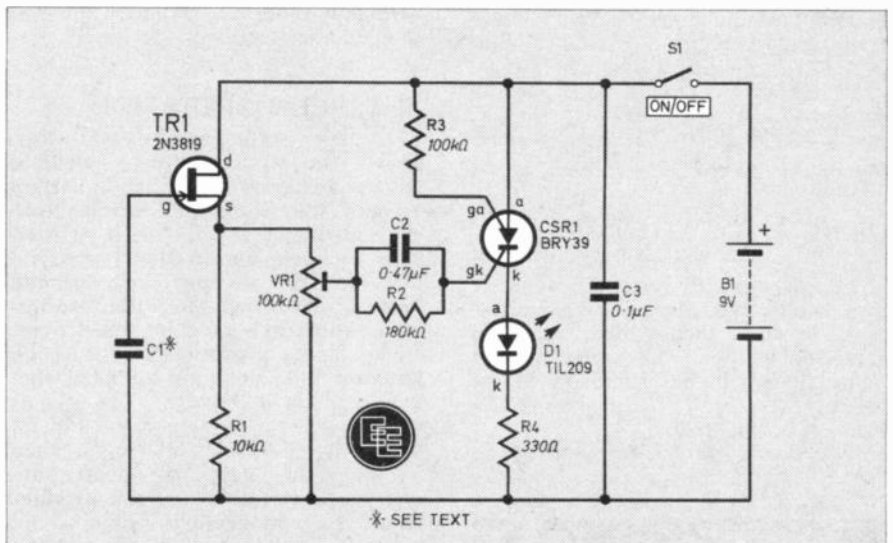 S1
ON/OFF
TR1
2N3819
d
g
s
R3
100kΩ
ga
a
CSR1
BRY39
gk
k
C2
0·47μF
R2
180kΩ
VR1
100kΩ
C1※
R1
10kΩ
a
D1
TIL209
k
R4
330Ω
C3
0·1μF
+
B1
9V
EE
※ SEE TEXT